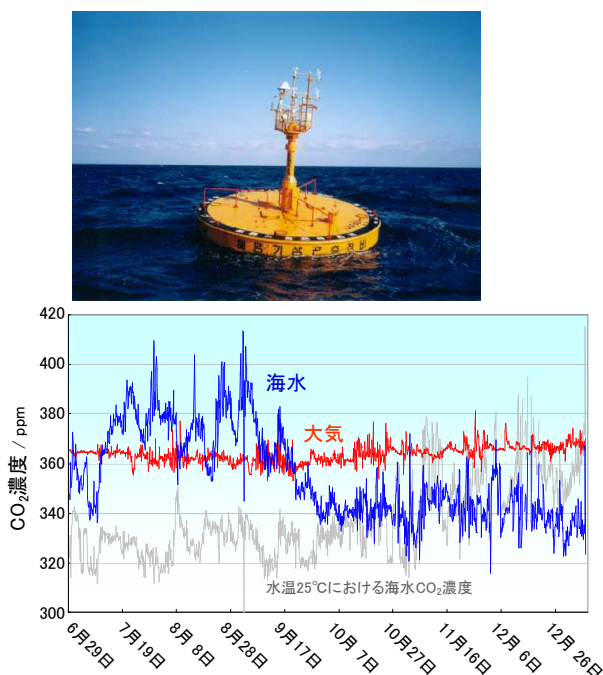 420
400
380
360
340
320
300
CO₂濃度 / ppm
海水
大気
水温25℃における海水CO₂濃度
6月29日
7月19日
8月 8日
8月28日
9月17日
10月 7日
10月27日
11月16日
12月 6日
12月 26日